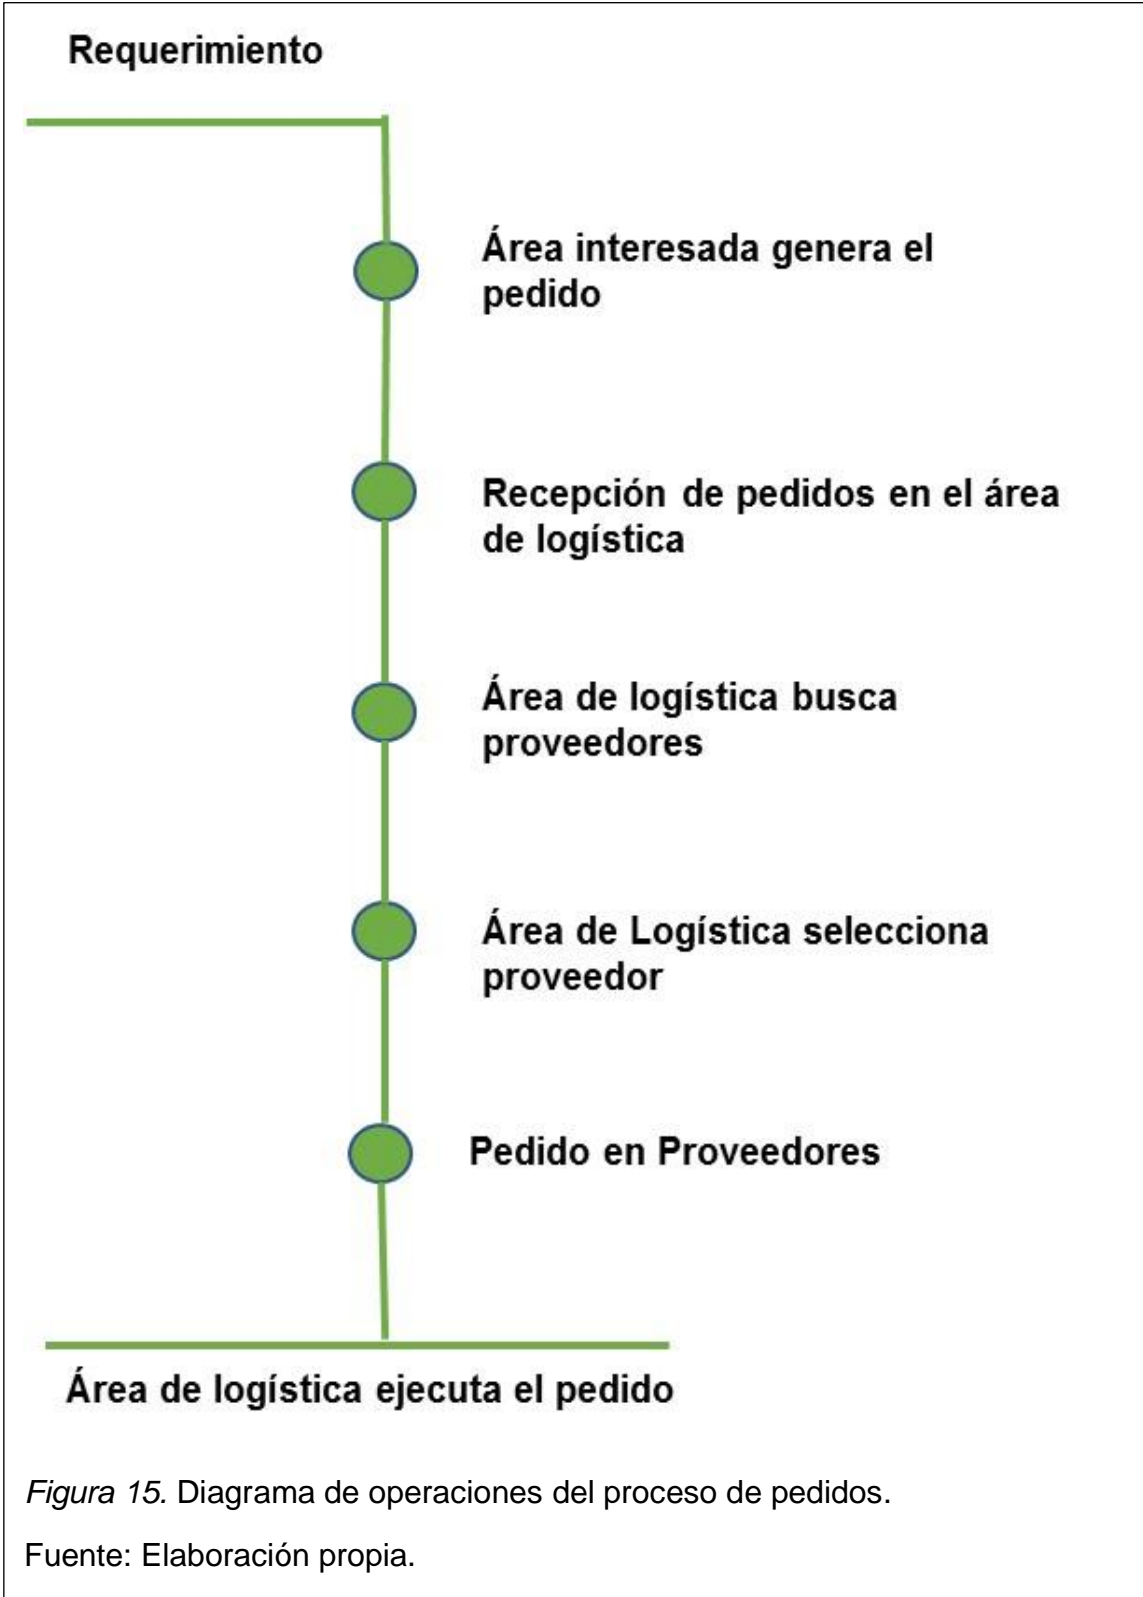 Requerimiento
Área interesada genera el
pedido
Recepción de pedidos en el área
de logística
Área de logística busca
proveedores
Área de Logística selecciona
proveedor
Pedido en Proveedores
Área de logística ejecuta el pedido
Figura 15. Diagrama de operaciones del proceso de pedidos.
Fuente: Elaboración propia.